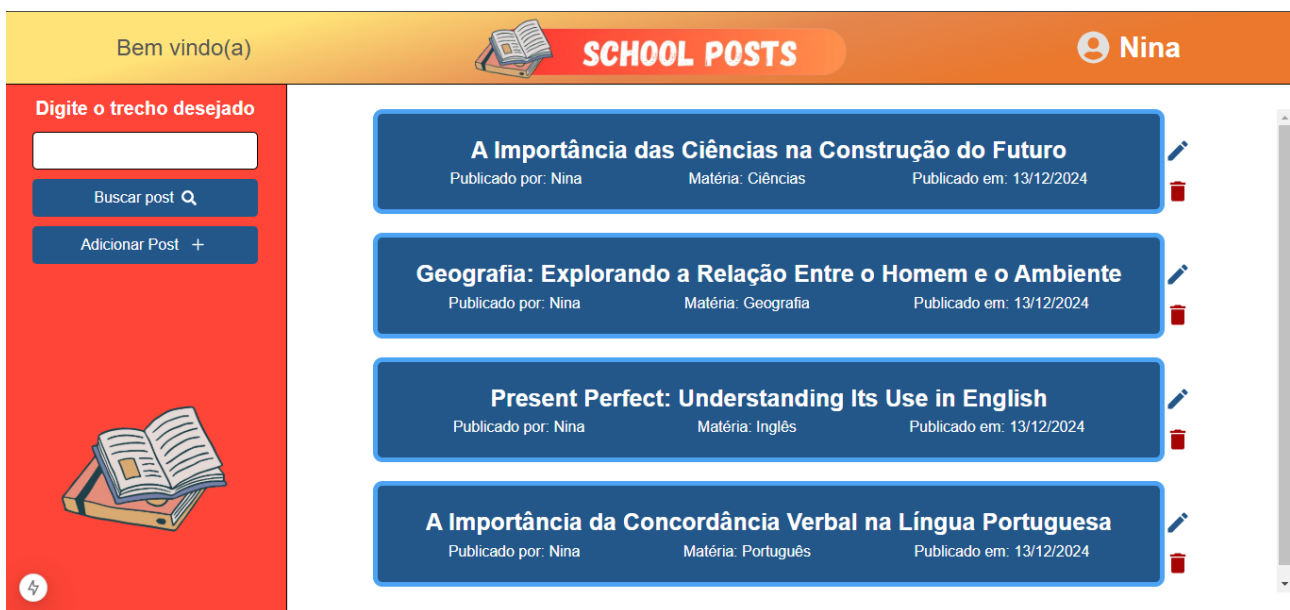 Bem vindo(a)
SCHOOL POSTS
Nina
Digite o trecho desejado
Buscar post
Adicionar Post
A Importância das Ciências na Construção do Futuro
Publicado por: Nina Matéria: Ciências Publicado em: 13/12/2024
Geografia: Explorando a Relação Entre o Homem e o Ambiente
Publicado por: Nina Matéria: Geografia Publicado em: 13/12/2024
Present Perfect: Understanding Its Use in English
Publicado por: Nina Matéria: Inglês Publicado em: 13/12/2024
A Importância da Concordância Verbal na Língua Portuguesa
Publicado por: Nina Matéria: Português Publicado em: 13/12/2024